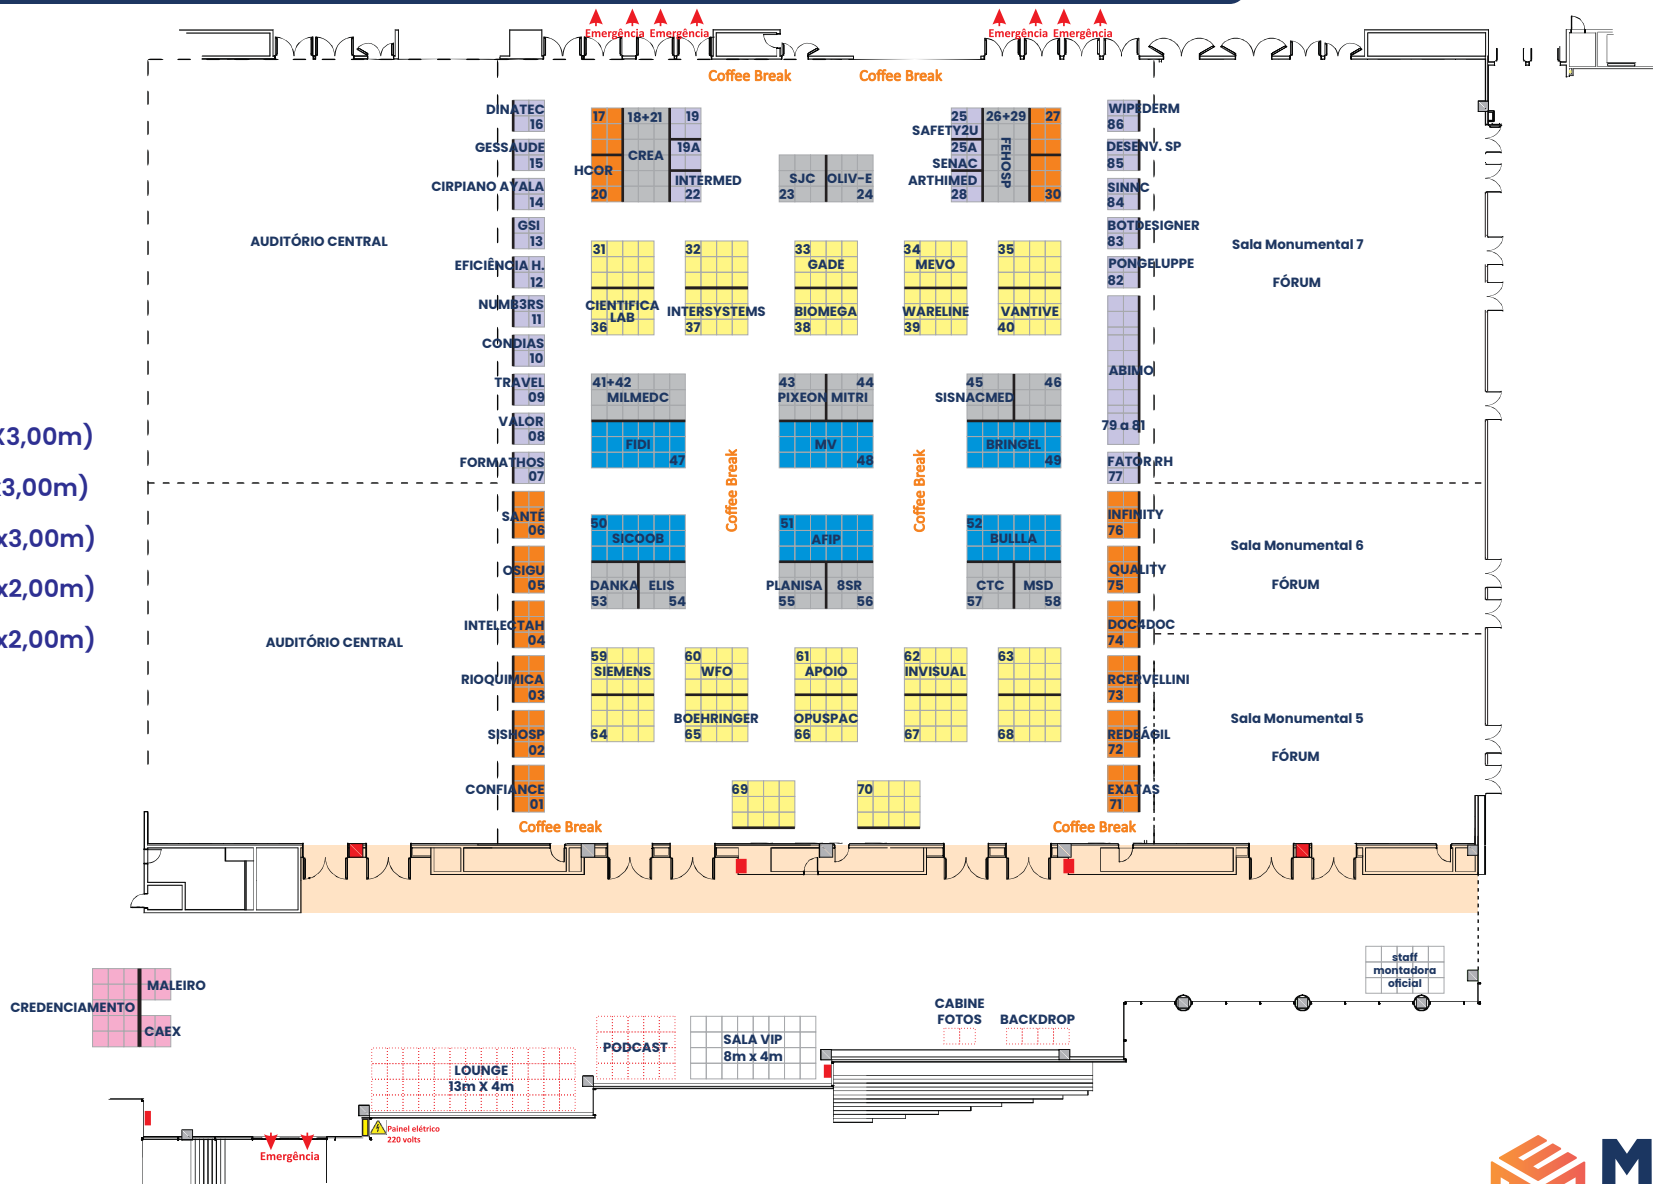 Emergência Emergência
Emergência Emergência
Coffee Break
Coffee Break
DINATEC
16
GESSAUDE
15
CIRPIANO AYALA
14
GSI
13
EFICIÊNCIA H.
12
NUMB3RS
11
CONDIAS
10
TRAVEL
09
VALOR
08
FORMATHOS
07
SANTÉ
06
OSIGU
05
INTELECTAH
04
RIOQUIMICA
03
SISHOSP
02
CONFIANCE
01
AUDITÓRIO CENTRAL
AUDITÓRIO CENTRAL
X3,00m)
x3,00m)
x3,00m)
x2,00m)
x2,00m)
17
18+21
19
CREA
19A
HCOR
INTERMED
20
22
SJC
OLIV-E
23
24
25
26+29
27
SAFETY2U
25A
FEHOSP
SENAC
ARTHIMED
28
30
31
32
33
GADE
34
MEVO
35
CIENTIFICA
LAB
36
INTERSYSTEMS
37
BIOMEGA
38
WARELINE
39
VANTIVE
40
41+42
MILMEDC
43
44
PIXEON
MITRI
45
46
SISNACMED
FIDI
47
MV
48
BRINGEL
49
Coffee Break
Coffee Break
50
SICOOB
51
AFIP
52
BULLLA
DANKA
ELIS
53
54
PLANISA
8SR
55
56
CTC
MSD
57
58
59
SIEMENS
60
WFO
61
APOIO
62
INVISUAL
63
64
BOEHRINGER
65
OPUSPAC
66
67
68
69
70
Coffee Break
Coffee Break
WIPEDERM
86
DESENV. SP
85
SINNC
84
BOTDESIGNER
83
PONGELUPPE
82
ABIMO
79 a 81
FATOR RH
77
INFINITY
76
QUALITY
75
DOC4DOC
74
RCERVELLINI
73
REDEÁGIL
72
EXATAS
71
Sala Monumental 7
FÓRUM
Sala Monumental 6
FÓRUM
Sala Monumental 5
FÓRUM
CREDENCIAMENTO
MALEIRO
CAEX
LOUNGE
13m X 4m
PODCAST
SALA VIP
8m x 4m
CABINE
FOTOS
BACKDROP
staff
montadora
oficial
Painel elétrico
220 volts
Emergência
M